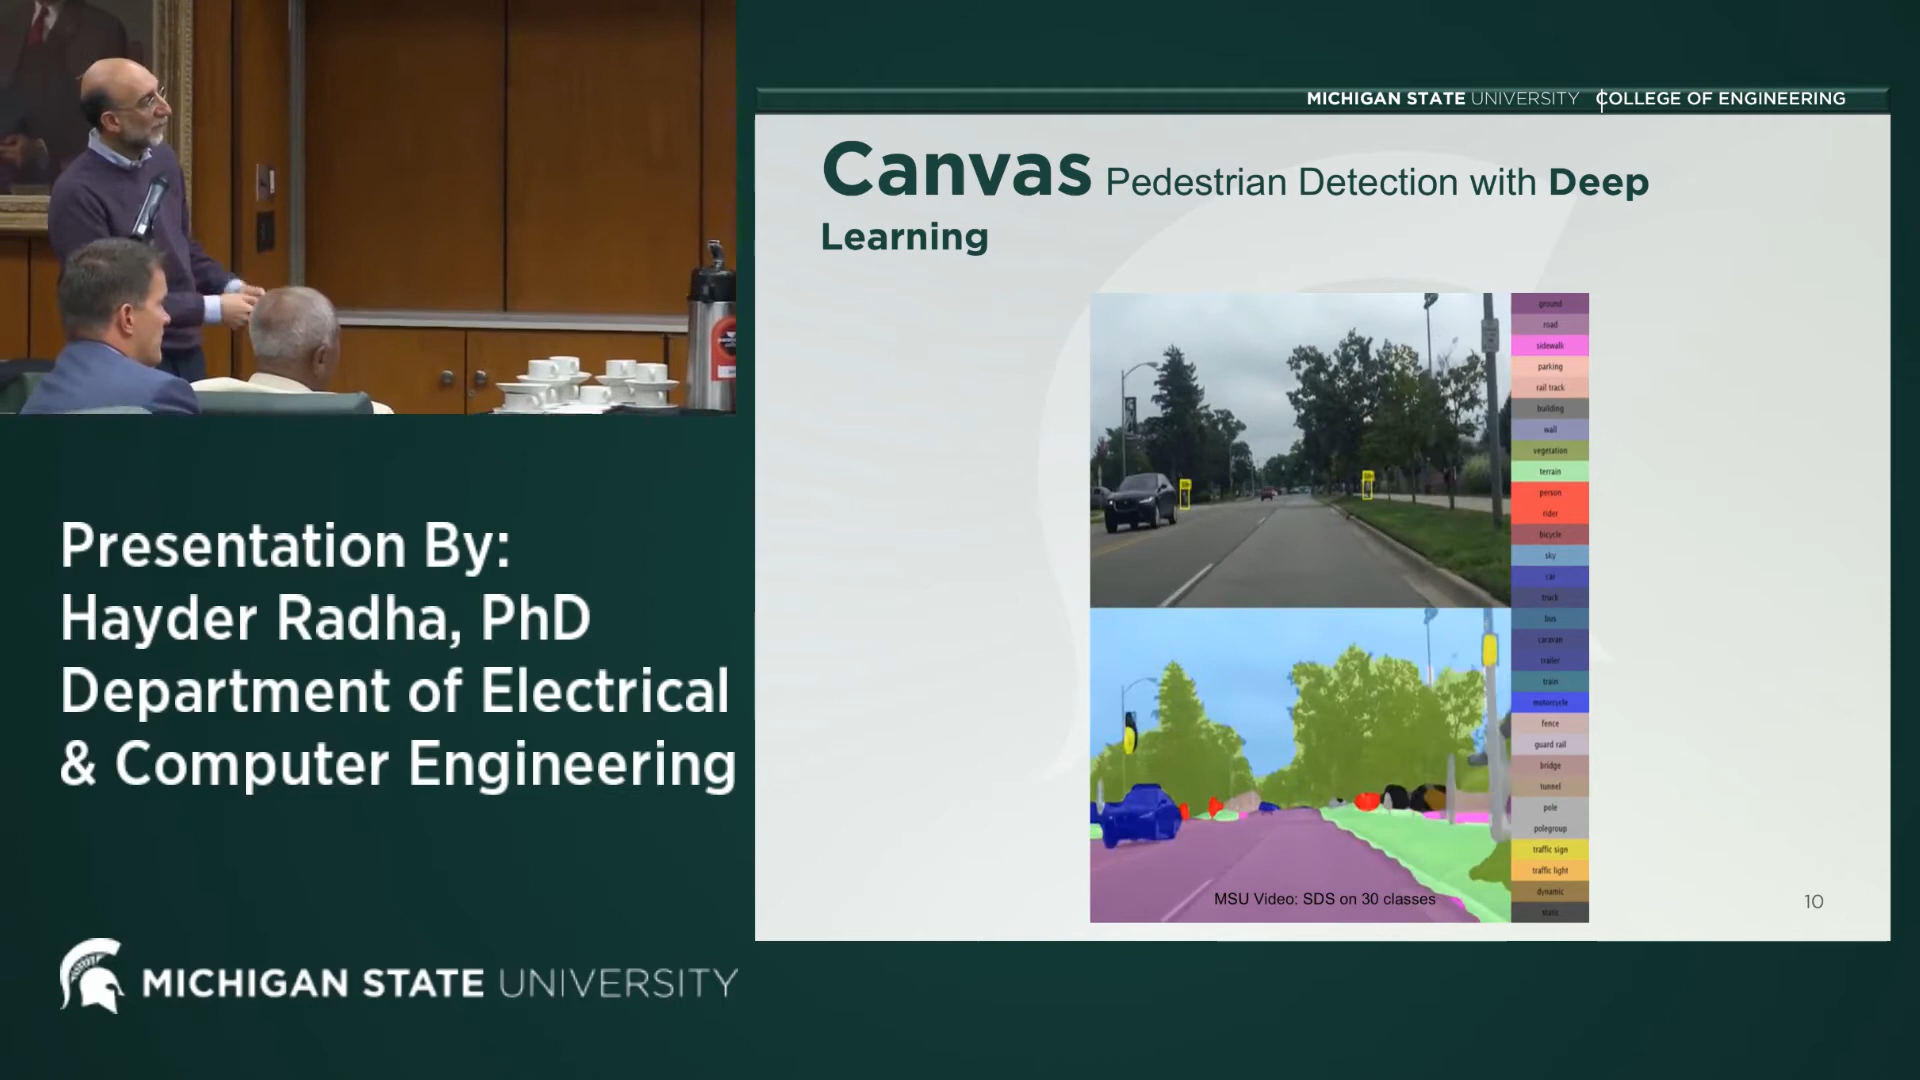 MICHIGAN STATE UNIVERSITY COLLEGE OF ENGINEERING
Canvas Pedestrian Detection with Deep
Learning
ground
road
sidewalk
parking
rail track
building
wall
vegetation
terrain
person
rider
bicycle
sky
car
truck
bus
caravan
trailer
train
motorcycle
fence
guard rail
bridge
tunnel
pole
polegroup
traffic sign
traffic light
dynamic
static
MSU Video: SDS on 30 classes
10
Presentation By:
Hayder Radha, PhD
Department of Electrical
& Computer Engineering
MICHIGAN STATE UNIVERSITY